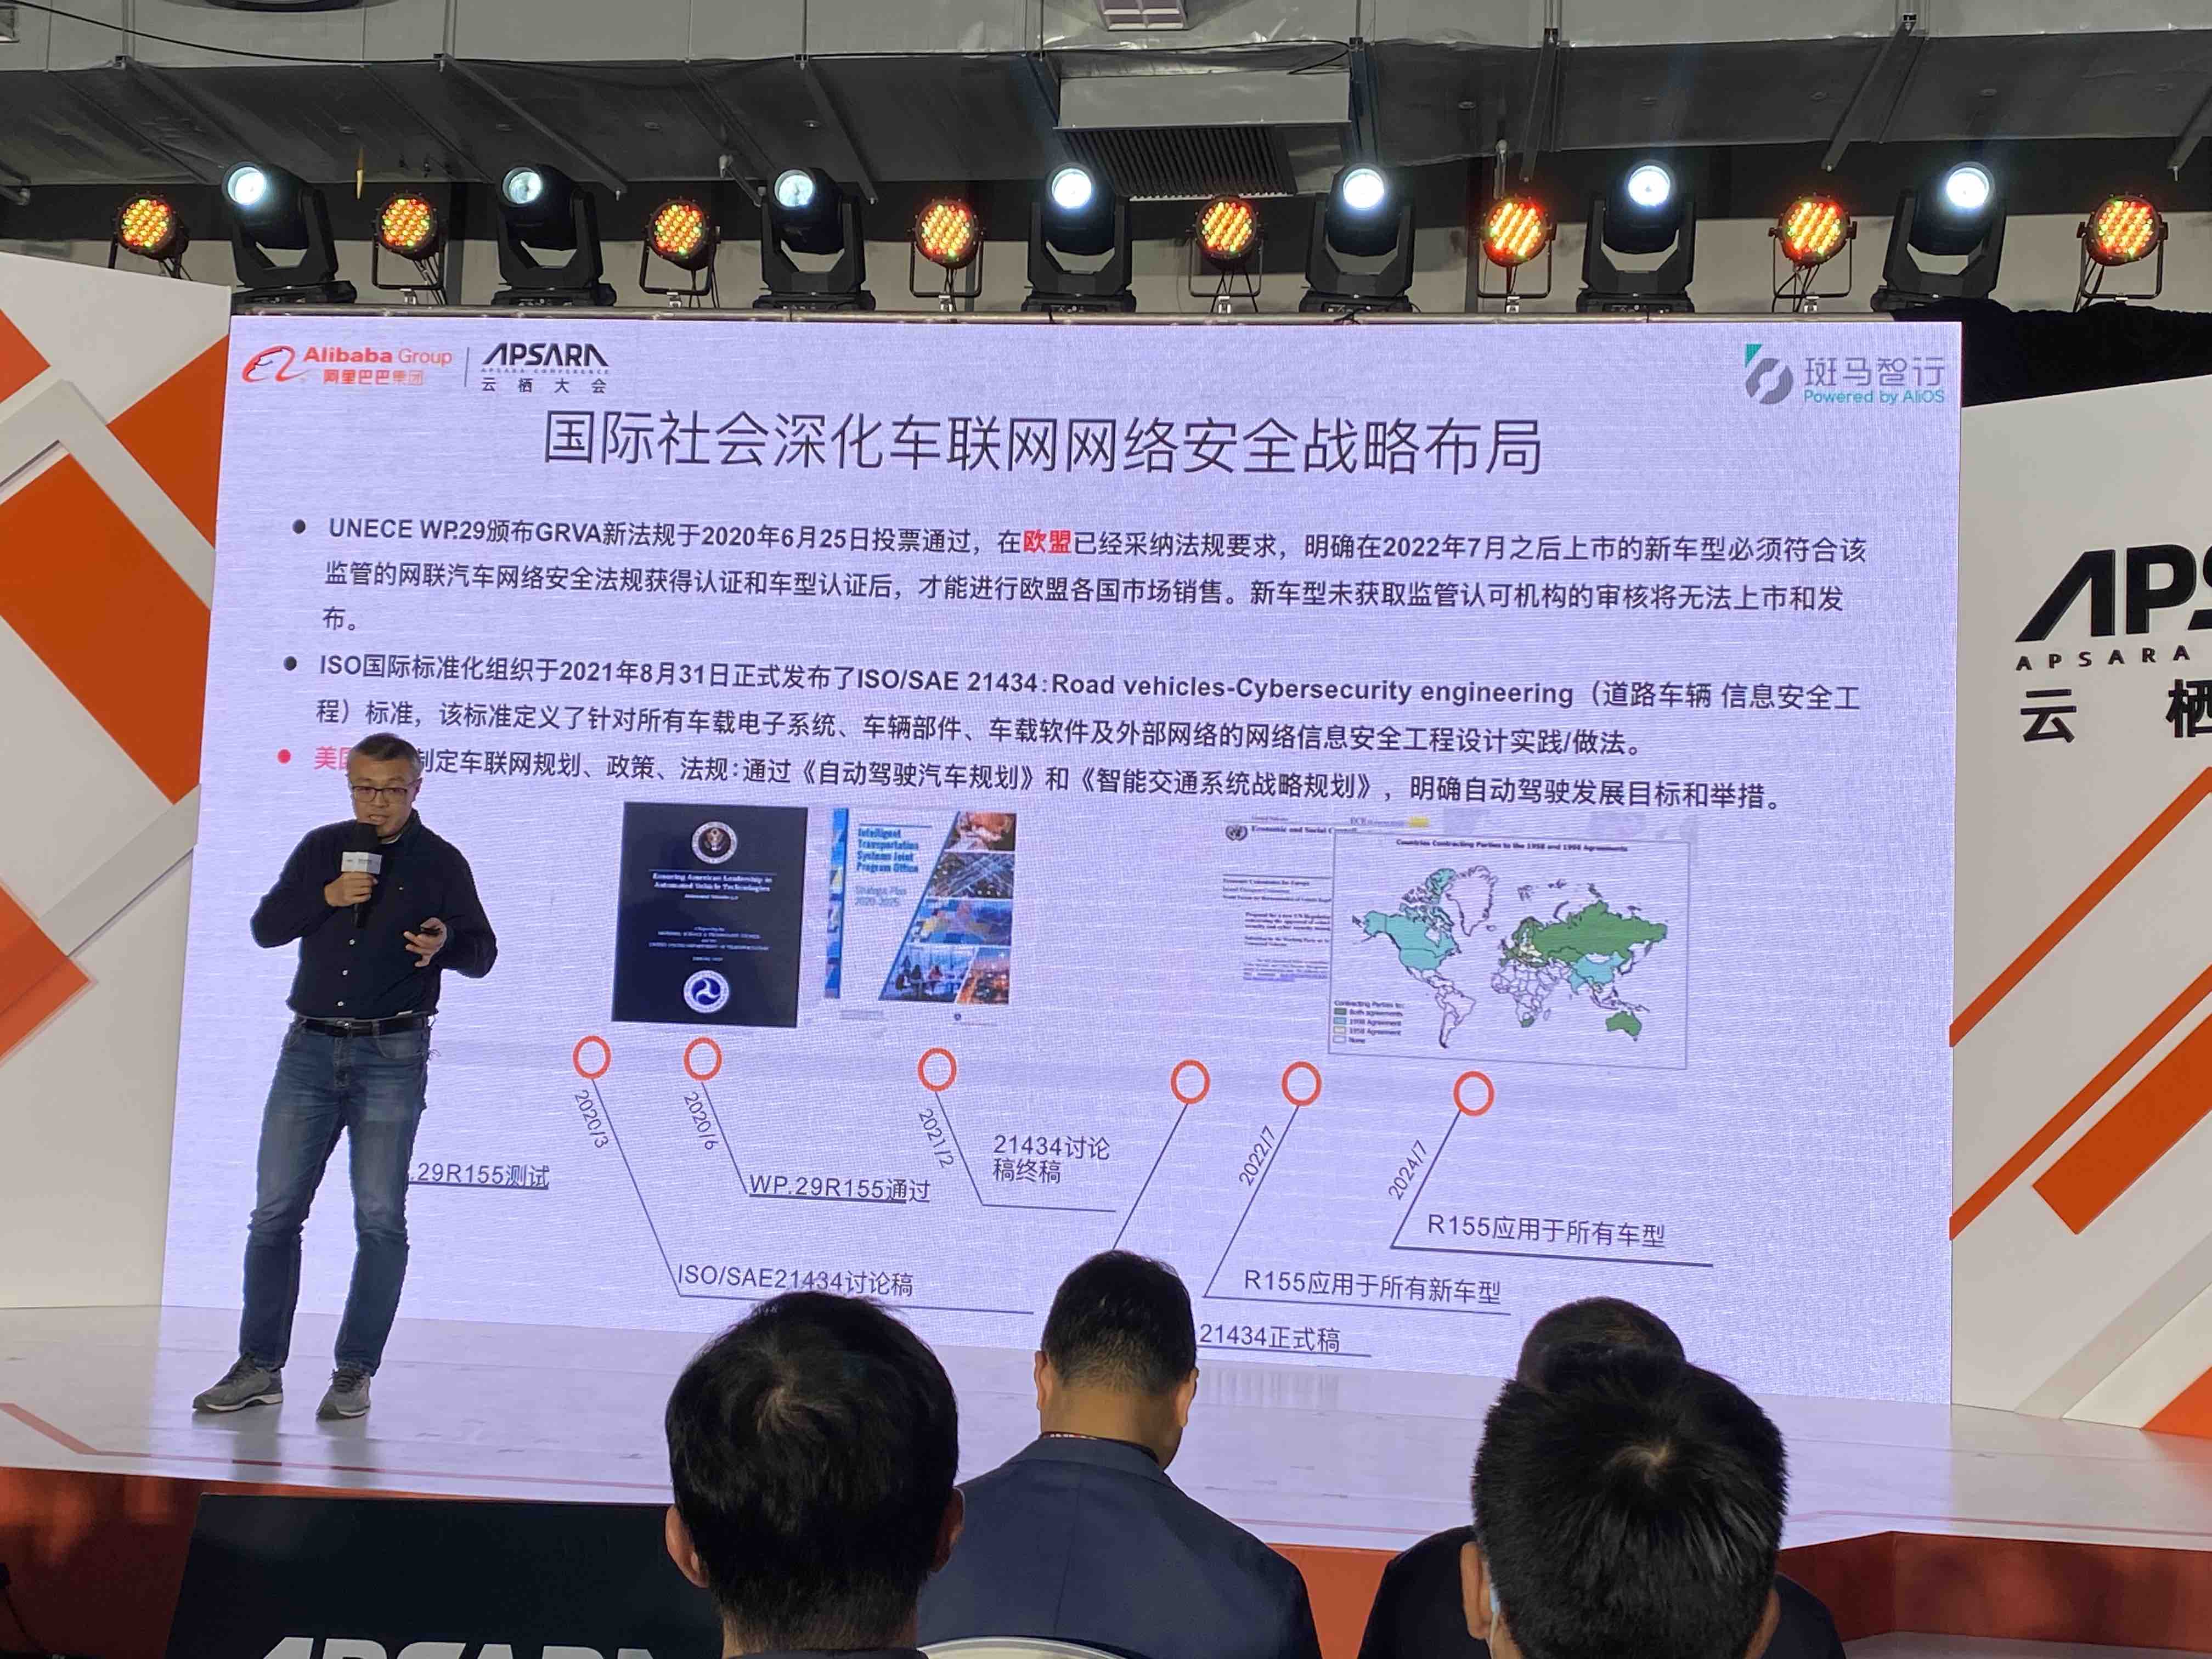 Alibaba Group
阿里巴巴集团
APSARA
APSARA CONFERENCE
云栖大会
斑马智行
Powered by AliOS
国际社会深化车联网网络安全战略布局
UNECE WP.29颁布GRVA新法规于2020年6月25日投票通过，在欧盟已经采纳法规要求，明确在2022年7月之后上市的新车型必须符合该
监管的网联汽车网络安全法规获得认证和车型认证后，才能进行欧盟各国市场销售。新车型未获取监管认可机构的审核将无法上市和发
布。
ISO国际标准化组织于2021年8月31日正式发布了ISO/SAE 21434:Road vehicles-Cybersecurity engineering（道路车辆 信息安全工
程）标准，该标准定义了针对所有车载电子系统、车辆部件、车载软件及外部网络的网络信息安全工程设计实践/做法。
美 制定车联网规划、政策、法规:通过《自动驾驶汽车规划》和《智能交通系统战略规划》，明确自动驾驶发展目标和举措。
Ensuring American Leadership in
Automated Vehicle Technologies
Intelligent
Transportation
Systems Joint
Program Office
Strategic Plan
2020-2025
Economic and Social
Countries Contracting Parties to the 1958 and 1998 Agreements
Contracting Parties to:
Both agreements
1998 Agreement
1958 Agreement
None
2020/3
2020/6
2021/2
2022/7
2024/7
.29R155测试
WP.29R155通过
21434讨论
稿终稿
R155应用于所有车型
ISO/SAE21434讨论稿
R155应用于所有新车型
21434正式稿
APS
APSARA
云 栖
APSARA